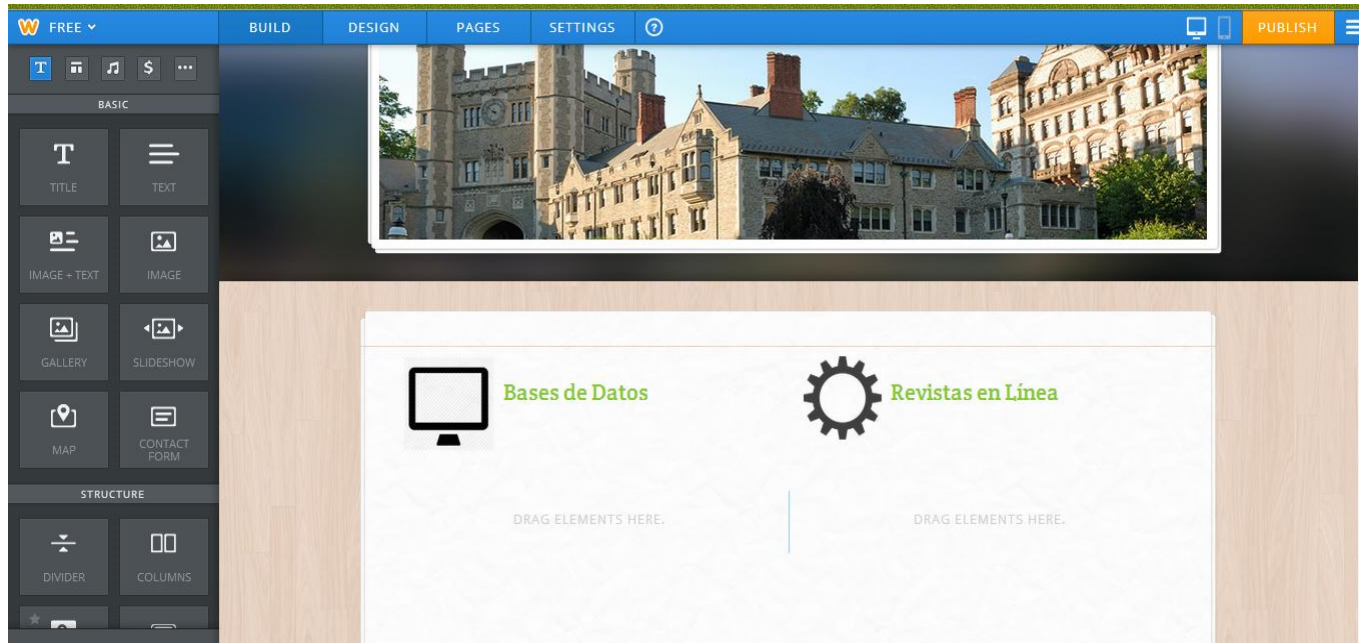 FREE BUILD DESIGN PAGES SETTINGS ? PUBLISH
T $
BASIC
T
TITLE TEXT
IMAGE + TEXT IMAGE
GALLERY SLIDESHOW
MAP CONTACT
FORM
STRUCTURE
DIVIDER COLUMNS
Bases de Datos Revistas en Línea
DRAG ELEMENTS HERE. DRAG ELEMENTS HERE.